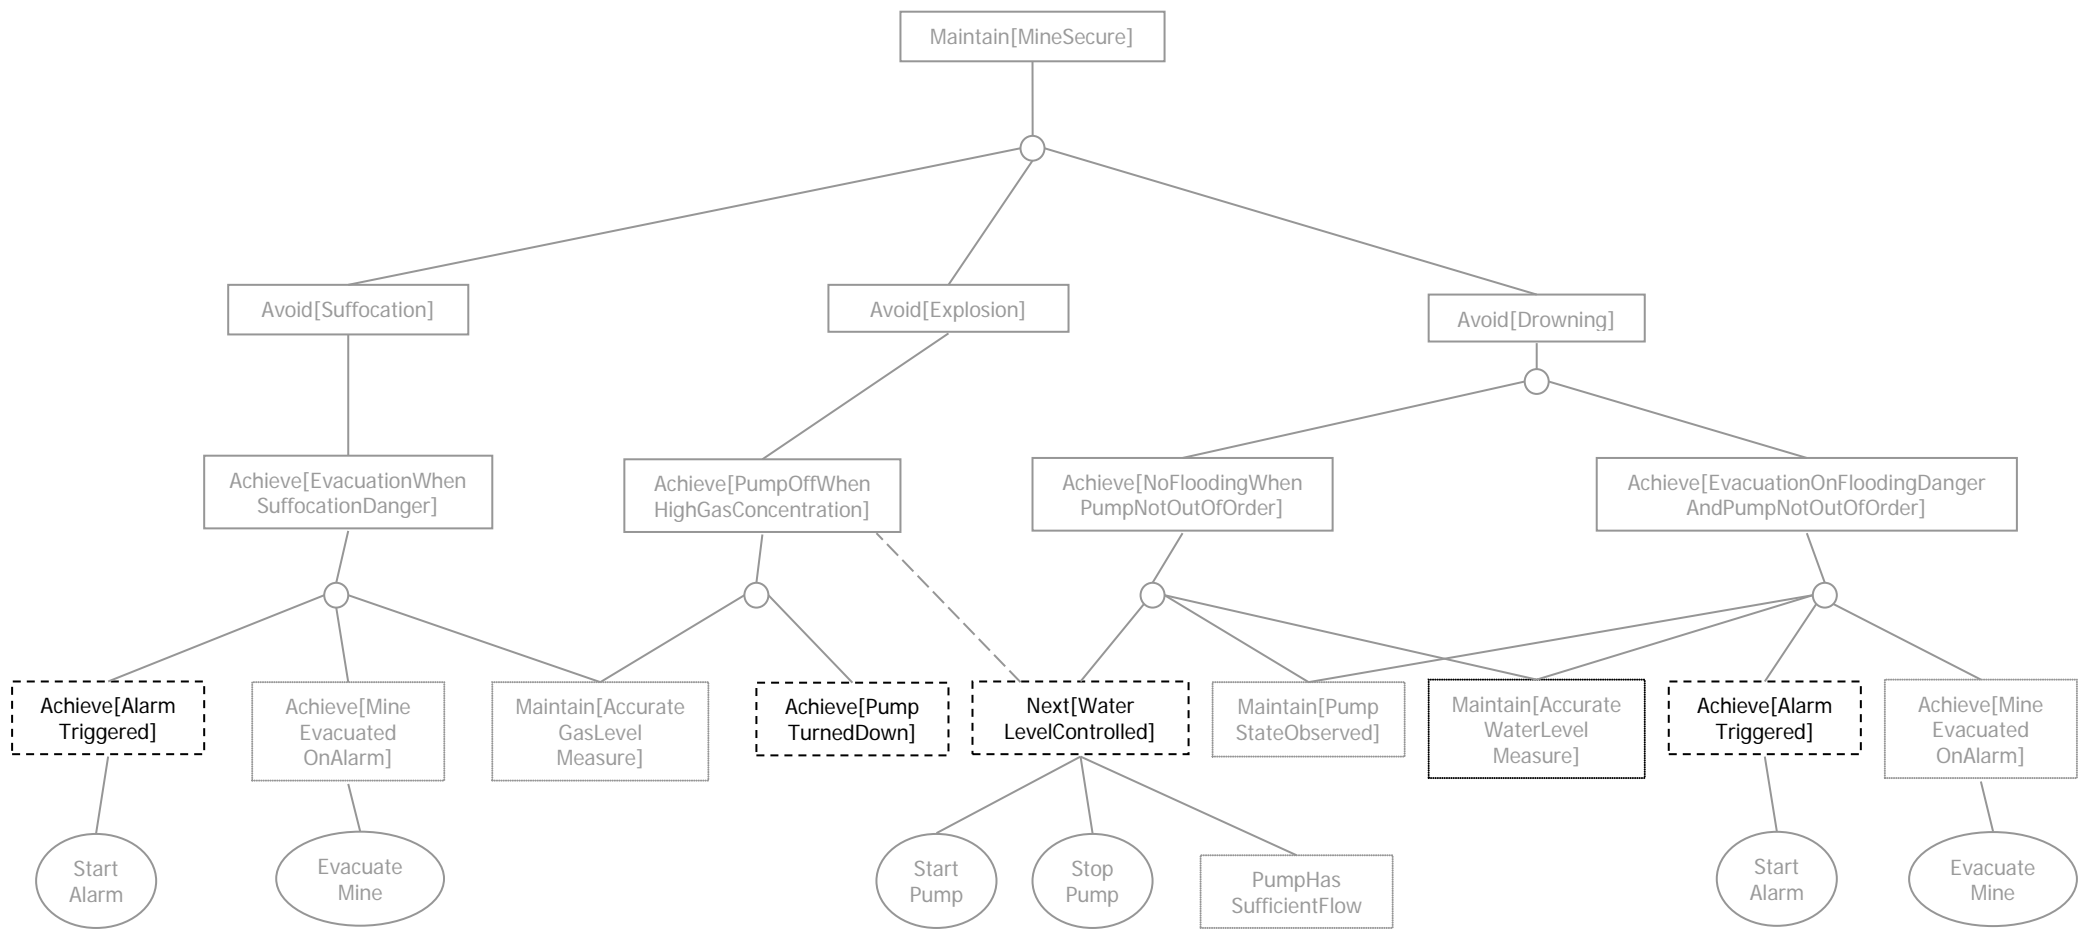 Maintain[MineSecure]
Avoid[Suffocation]
Avoid[Explosion]
Avoid[Drowning]
Achieve[EvacuationWhen
SuffocationDanger]
Achieve[PumpOffWhen
HighGasConcentration]
Achieve[NoFloodingWhen
PumpNotOutOfOrder]
Achieve[EvacuationOnFloodingDanger
AndPumpNotOutOfOrder]
Achieve[Alarm
Triggered]
Achieve[Mine
Evacuated
OnAlarm]
Maintain[Accurate
GasLevel
Measure]
Achieve[Pump
TurnedDown]
Next[Water
LevelControlled]
Maintain[Pump
StateObserved]
Maintain[Accurate
WaterLevel
Measure]
Achieve[Alarm
Triggered]
Achieve[Mine
Evacuated
OnAlarm]
Start
Alarm
Evacuate
Mine
Start
Pump
Stop
Pump
PumpHas
SufficientFlow
Start
Alarm
Evacuate
Mine